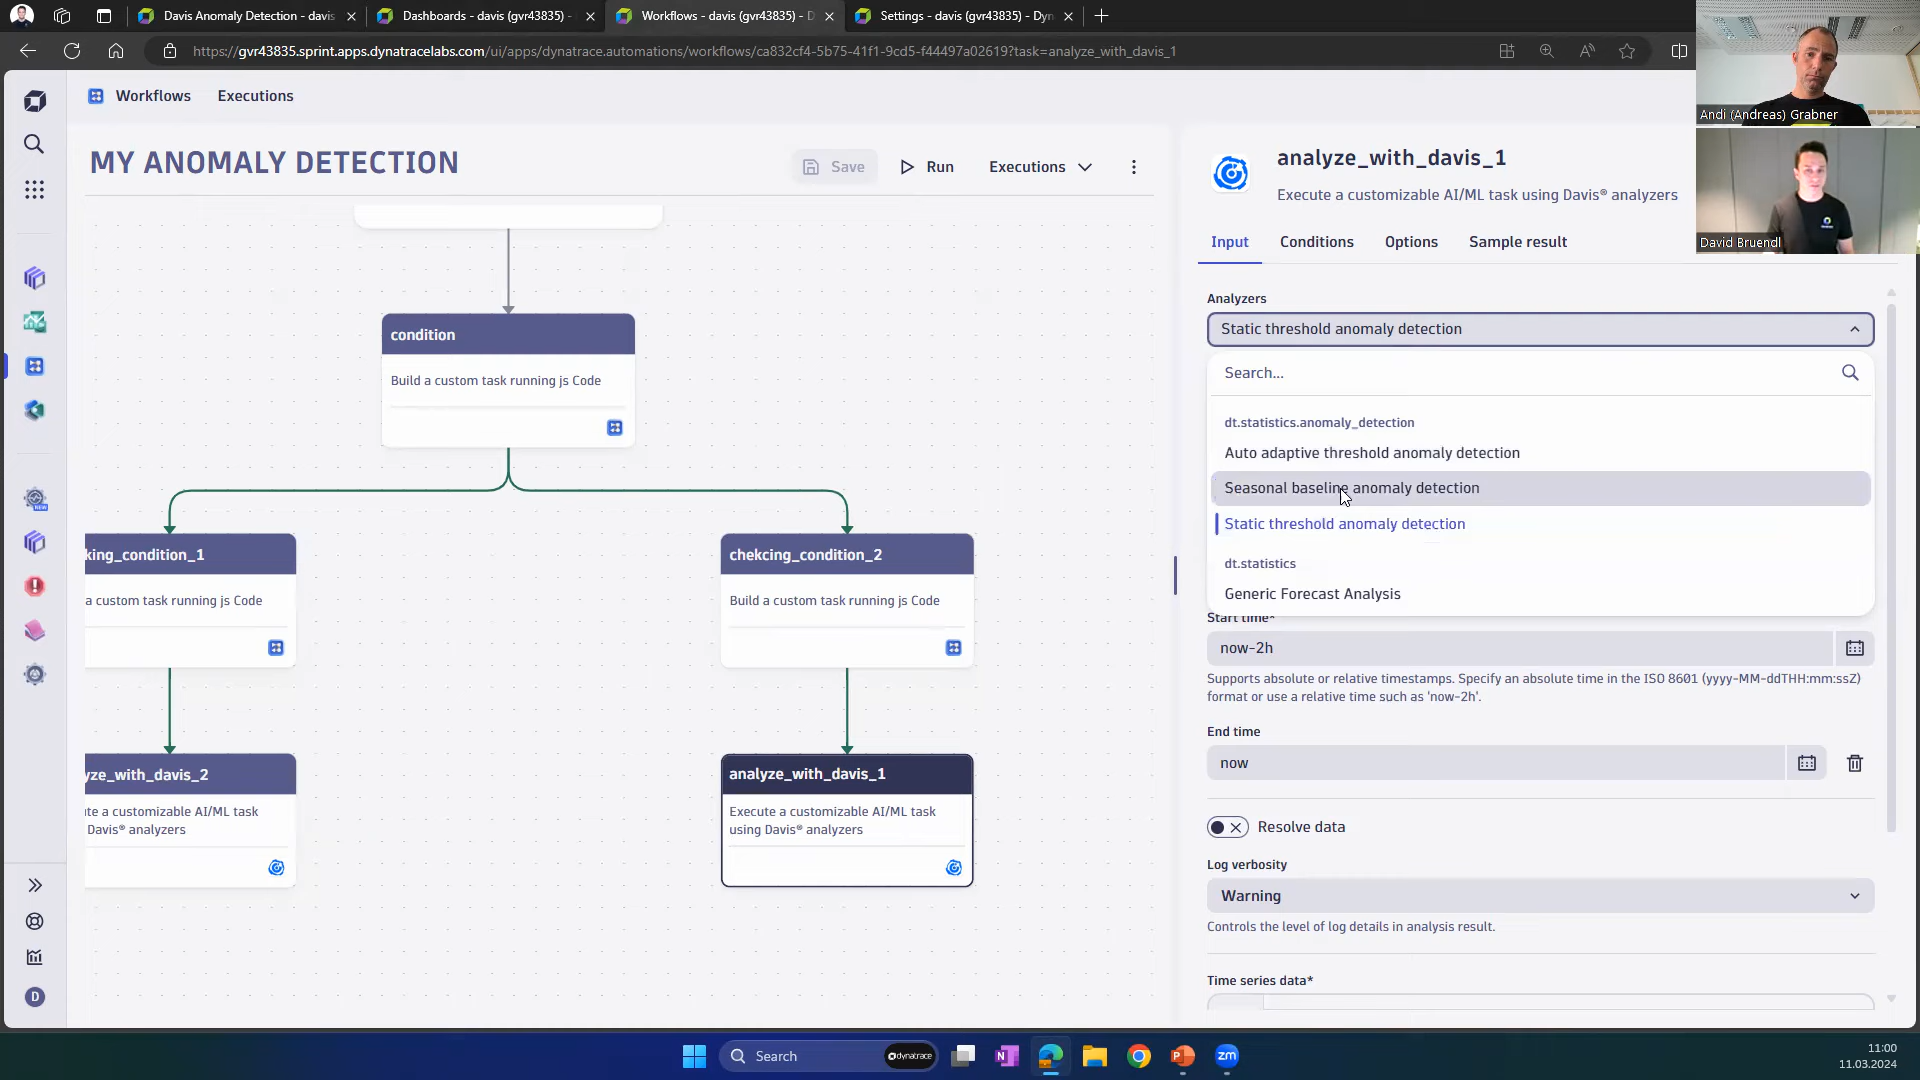 Davis Anomaly Detection - davis
Dashboards - davis (gvr43835) -
Workflows - davis (gvr43835) - D
Settings - davis (gvr43835) - Dyn
https://gvr43835.sprint.apps.dynatracelabs.com/ui/apps/dynatrace.automations/workflows/ca832cf4-5b75-41f1-9cd5-f44497a02619?task=analyze_with_davis_1
Workflows
Executions
MY ANOMALY DETECTION
Save
Run
Executions
condition
Build a custom task running js Code
king_condition_1
a custom task running js Code
chekcing_condition_2
Build a custom task running js Code
yze_with_davis_2
te a customizable AI/ML task
Davis® analyzers
analyze_with_davis_1
Execute a customizable AI/ML task
using Davis® analyzers
analyze_with_davis_1
Execute a customizable AI/ML task using Davis® analyzers
Input
Conditions
Options
Sample result
Analyzers
Static threshold anomaly detection
Search...
dt.statistics.anomaly_detection
Auto adaptive threshold anomaly detection
Seasonal baseline anomaly detection
Static threshold anomaly detection
dt.statistics
Generic Forecast Analysis
Start time*
now-2h
Supports absolute or relative timestamps. Specify an absolute time in the ISO 8601 (yyyy-MM-ddTHH:mm:ssZ)
format or use a relative time such as 'now-2h'.
End time
now
Resolve data
Log verbosity
Warning
Controls the level of log details in analysis result.
Time series data*
Andi (Andreas) Grabner
David Bruendl
NEW
D
Search
dynatrace
N
zm
11:00
11.03.2024